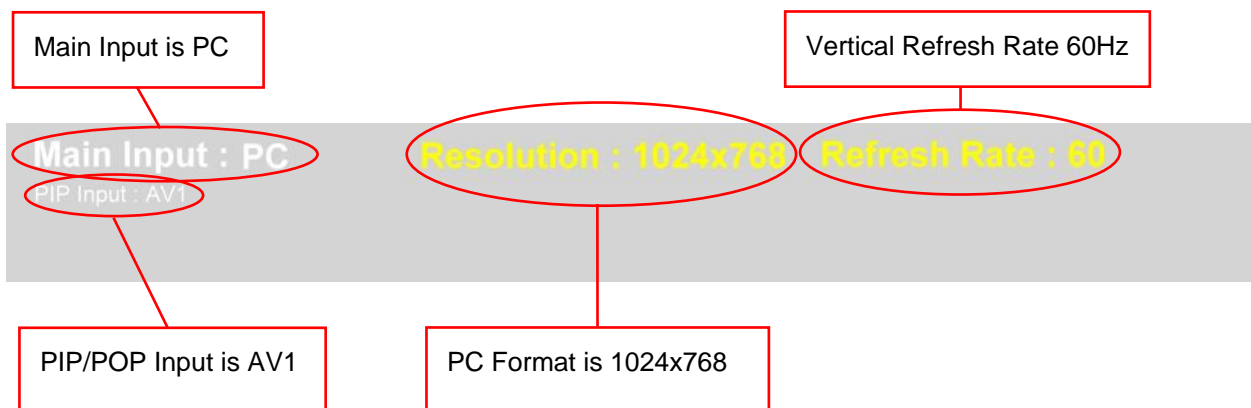 Main Input is PC
Vertical Refresh Rate 60Hz
Main Input : PC
Resolution : 1024x768
Refresh Rate : 60
PIP Input : AV1
PIP/POP Input is AV1
PC Format is 1024x768